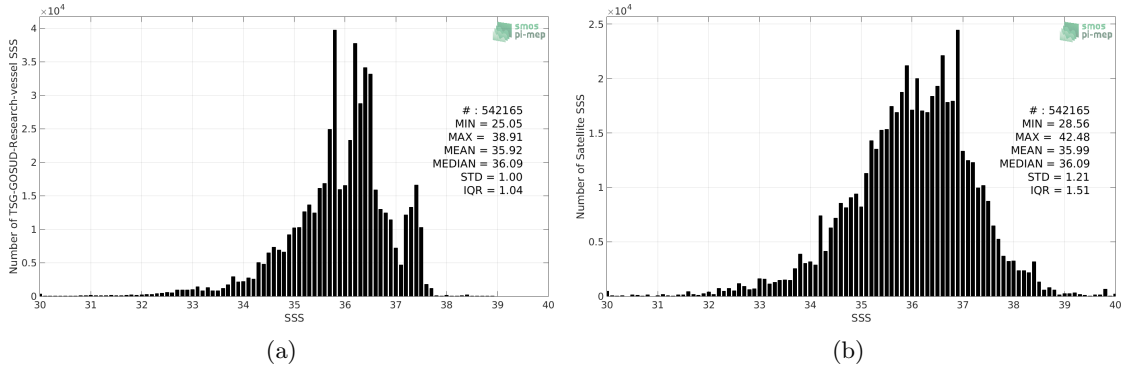 ×10⁴
4
3.5
3
2.5
2
1.5
1
0.5
0
Number of TSG-GOSUD-Research-vessel SSS
smos
pi-mep
# : 542165
MIN = 25.05
MAX = 38.91
MEAN = 35.92
MEDIAN = 36.09
STD = 1.00
IQR = 1.04
30 31 32 33 34 35 36 37 38 39 40
SSS
(a)
×10⁴
2.5
2
1.5
1
0.5
0
Number of Satellite SSS
smos
pi-mep
# : 542165
MIN = 28.56
MAX = 42.48
MEAN = 35.99
MEDIAN = 36.09
STD = 1.21
IQR = 1.51
30 31 32 33 34 35 36 37 38 39 40
SSS
(b)